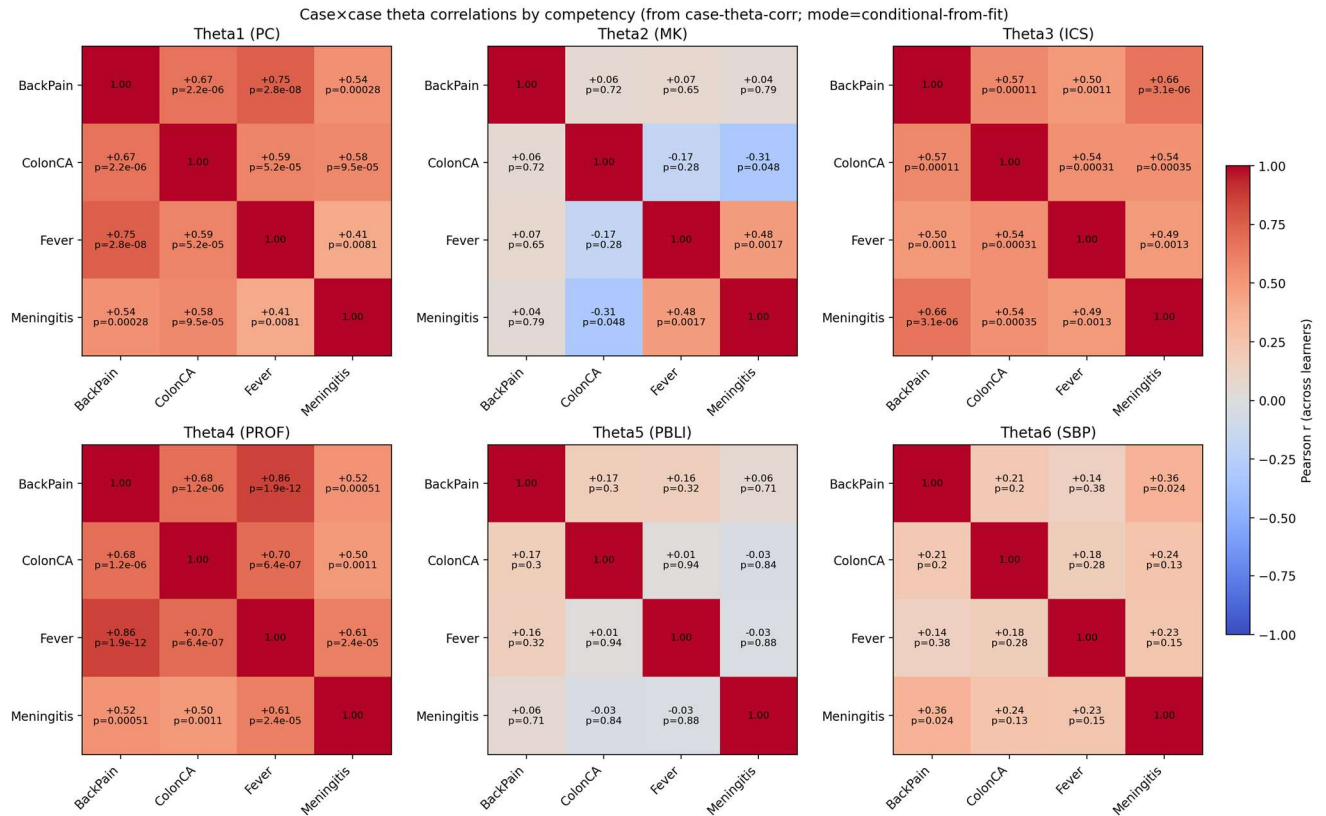 Case×case theta correlations by competency (from case-theta-corr; mode=conditional-from-fit)
Theta1 (PC)
BackPain
1.00
+0.67
p=2.2e-06
+0.75
p=2.8e-08
+0.54
p=0.00028
ColonCA
+0.67
p=2.2e-06
1.00
+0.59
p=5.2e-05
+0.58
p=9.5e-05
Fever
+0.75
p=2.8e-08
+0.59
p=5.2e-05
1.00
+0.41
p=0.0081
Meningitis
+0.54
p=0.00028
+0.58
p=9.5e-05
+0.41
p=0.0081
1.00
BackPain
ColonCA
Fever
Meningitis
Theta2 (MK)
BackPain
1.00
+0.06
p=0.72
+0.07
p=0.65
+0.04
p=0.79
ColonCA
+0.06
p=0.72
1.00
-0.17
p=0.28
-0.31
p=0.048
Fever
+0.07
p=0.65
-0.17
p=0.28
1.00
+0.48
p=0.0017
Meningitis
+0.04
p=0.79
-0.31
p=0.048
+0.48
p=0.0017
1.00
BackPain
ColonCA
Fever
Meningitis
Theta3 (ICS)
BackPain
1.00
+0.57
p=0.00011
+0.50
p=0.0011
+0.66
p=3.1e-06
ColonCA
+0.57
p=0.00011
1.00
+0.54
p=0.00031
+0.54
p=0.00035
Fever
+0.50
p=0.0011
+0.54
p=0.00031
1.00
+0.49
p=0.0013
Meningitis
+0.66
p=3.1e-06
+0.54
p=0.00035
+0.49
p=0.0013
1.00
BackPain
ColonCA
Fever
Meningitis
Theta4 (PROF)
BackPain
1.00
+0.68
p=1.2e-06
+0.86
p=1.9e-12
+0.52
p=0.00051
ColonCA
+0.68
p=1.2e-06
1.00
+0.70
p=6.4e-07
+0.50
p=0.0011
Fever
+0.86
p=1.9e-12
+0.70
p=6.4e-07
1.00
+0.61
p=2.4e-05
Meningitis
+0.52
p=0.00051
+0.50
p=0.0011
+0.61
p=2.4e-05
1.00
BackPain
ColonCA
Fever
Meningitis
Theta5 (PBLI)
BackPain
1.00
+0.17
p=0.3
+0.16
p=0.32
+0.06
p=0.71
ColonCA
+0.17
p=0.3
1.00
+0.01
p=0.94
-0.03
p=0.84
Fever
+0.16
p=0.32
+0.01
p=0.94
1.00
-0.03
p=0.88
Meningitis
+0.06
p=0.71
-0.03
p=0.84
-0.03
p=0.88
1.00
BackPain
ColonCA
Fever
Meningitis
Theta6 (SBP)
BackPain
1.00
+0.21
p=0.2
+0.14
p=0.38
+0.36
p=0.024
ColonCA
+0.21
p=0.2
1.00
+0.18
p=0.28
+0.24
p=0.13
Fever
+0.14
p=0.38
+0.18
p=0.28
1.00
+0.23
p=0.15
Meningitis
+0.36
p=0.024
+0.24
p=0.13
+0.23
p=0.15
1.00
BackPain
ColonCA
Fever
Meningitis
1.00
0.75
0.50
0.25
0.00
−0.25
−0.50
−0.75
−1.00
Pearson r (across learners)